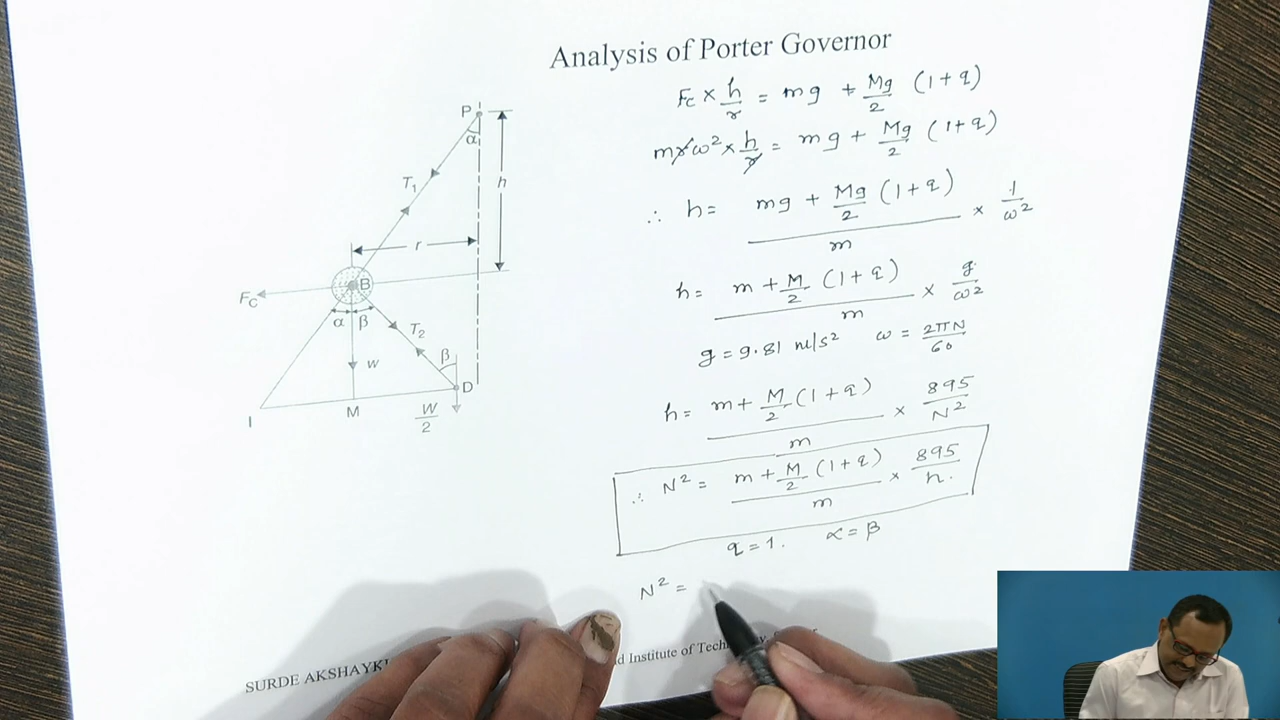 Analysis of Porter Governor
Fc × h/r = mg + Mg/2 (1+q)
mrω² × h/r = mg + Mg/2 (1+q)
∴ h = mg + Mg/2 (1+q) / m × 1/ω²
h = m + M/2 (1+q) / m × g/ω²
g = 9.81 m/s² ω = 2πN/60
h = m + M/2 (1+q) / m × 895/N²
∴ N² = m + M/2 (1+q) / m × 895/h.
q = 1. α = β
N² =
P
α
T₁
h
r
B
F_C
α β
T₂
β
w
D
I
M
W/2
SURDE AKSHAYK
Institute of Tech